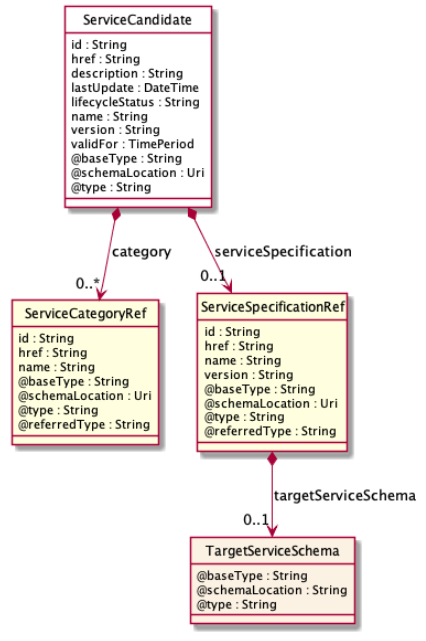 ServiceCandidate
id : String
href : String
description : String
lastUpdate : DateTime
lifecycleStatus : String
name : String
version : String
validFor : TimePeriod
@baseType : String
@schemaLocation : Uri
@type : String
category
serviceSpecification
0..*
0..1
ServiceCategoryRef
id : String
href : String
name : String
@baseType : String
@schemaLocation : Uri
@type : String
@referredType : String
ServiceSpecificationRef
id : String
href : String
name : String
version : String
@baseType : String
@schemaLocation : Uri
@type : String
@referredType : String
targetServiceSchema
0..1
TargetServiceSchema
@baseType : String
@schemaLocation : String
@type : String